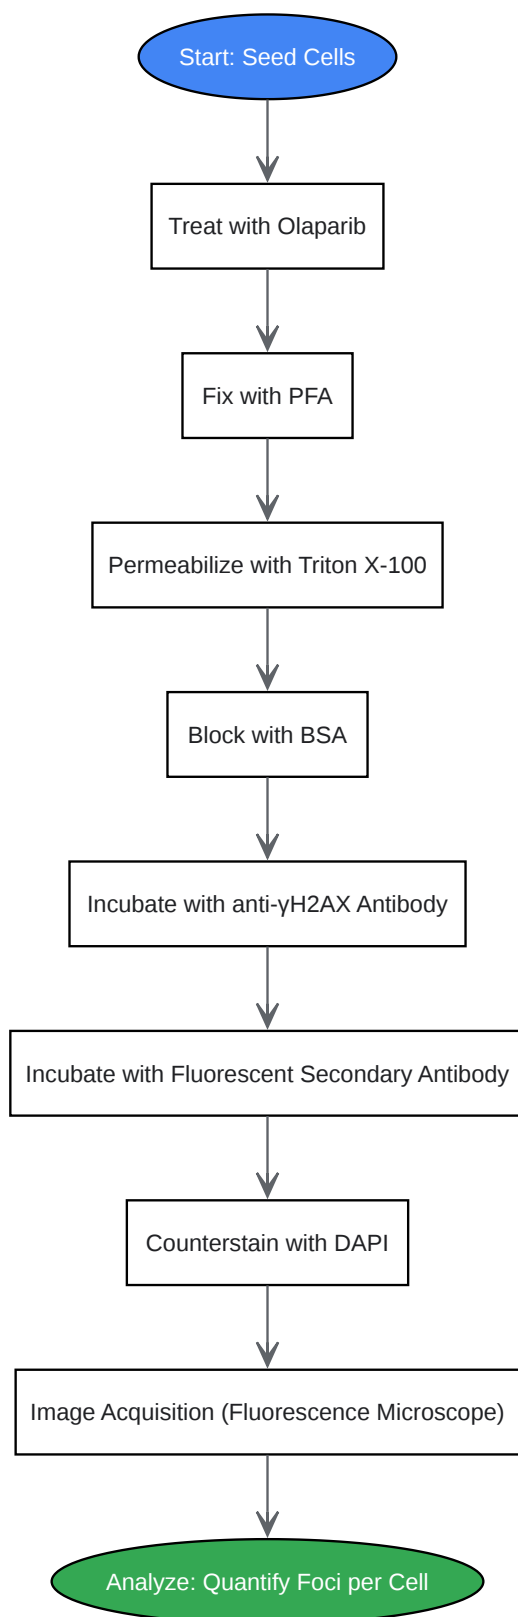 Start: Seed Cells
Treat with Olaparib
Fix with PFA
Permeabilize with Triton X-100
Block with BSA
Incubate with anti-γH2AX Antibody
Incubate with Fluorescent Secondary Antibody
Counterstain with DAPI
Image Acquisition (Fluorescence Microscope)
Analyze: Quantify Foci per Cell